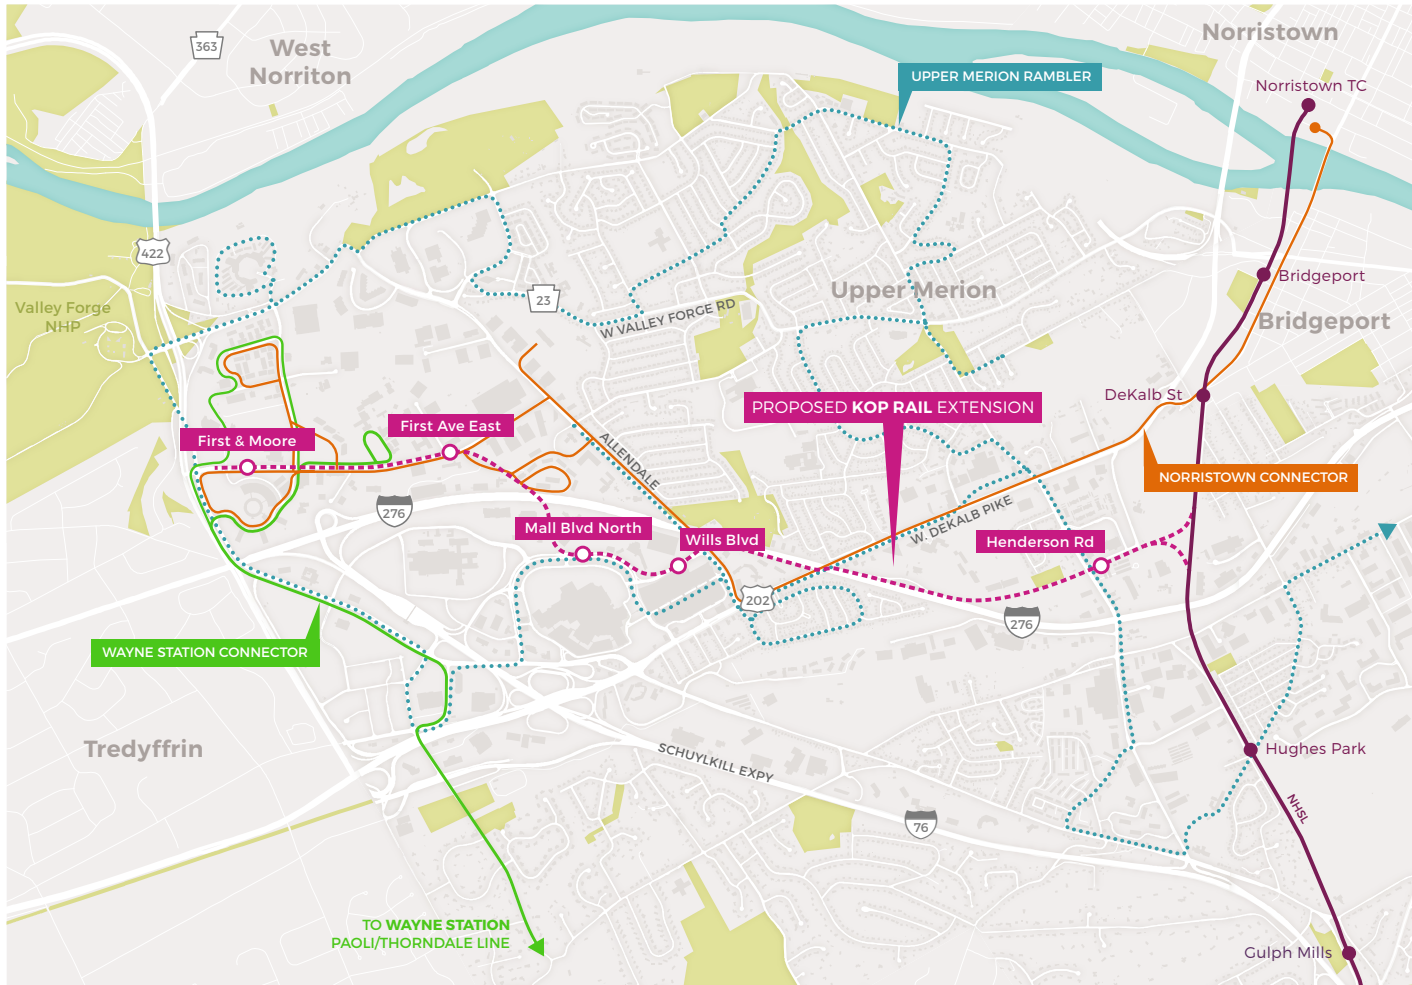 Norristown
363
West
Norriton
UPPER MERION RAMBLER
Norristown TC
422
Bridgeport
Upper Merion
23
Valley Forge
NHP
W VALLEY FORGE RD
Bridgeport
DeKalb St
PROPOSED KOP RAIL EXTENSION
First Ave East
First & Moore
ALLENDALE
NORRISTOWN CONNECTOR
276
W. DEKALB PIKE
Mall Blvd North
Wills Blvd
Henderson Rd
202
276
WAYNE STATION CONNECTOR
Tredyffrin
SCHUYLKILL EXPY
Hughes Park
NHSL
76
TO WAYNE STATION
PAOLI/THORNDALE LINE
Gulph Mills